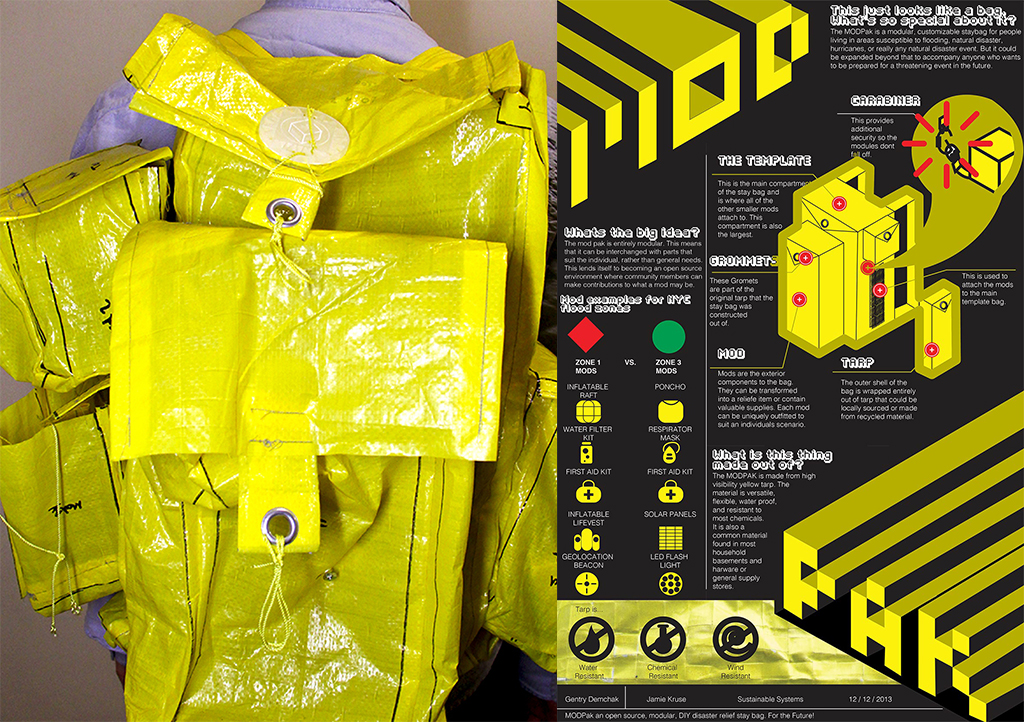 MOD
This just looks like a bag,
What's so special about it?
The MODPak is a modular, customizable staybag for people
living in areas susceptible to flooding, natural disaster,
hurricanes, or really any natural disaster event. But it could
be expanded beyond that to accompany anyone who wants
to be prepared for a threatening event in the future.
CARABINER
This provides
additional
security so the
modules dont
fall off.
THE TEMPLATE
This is the main compartment
of the stay bag and
is where all of the
other smaller mods
attach to. This
compartment is also
the largest.
Whats the big idea?
The mod pak is entirely modular. This means
that it can be interchanged with parts that
suit the individual, rather than general needs.
This lends itself to becoming an open source
environment where community members can
make contributions to what a mod may be.
GROMMETS
These Gromets
are part of the
original tarp that the
stay bag was
constructed
out of.
This is used to
attach the mods
to the main
template bag.
Mod examples for NYC
flood zones
ZONE 1
MODS
VS.
ZONE 3
MODS
INFLATABLE
RAFT
PONCHO
WATER FILTER
KIT
RESPIRATOR
MASK
FIRST AID KIT
FIRST AID KIT
INFLATABLE
LIFEVEST
SOLAR PANELS
GEOLOCATION
BEACON
LED FLASH
LIGHT
MOD
Mods are the exterior
components to the bag.
They can be transformed
into a reliefe item or contain
valuable supplies. Each mod
can be uniquely outfitted to
suit an individuals scenario.
TARP
The outer shell of the
bag is wrapped entirely
out of tarp that could be
locally sourced or made
from recycled material.
What is this thing
made out of?
The MODPAK is made from high
visibility yellow tarp. The
material is versatile,
flexible, water proof,
and resistant to
most chemicals.
It is also a
common material
found in most
household
basements and
harware or
general supply
stores.
PAK
Tarp is...
Water
Resistant
Chemical
Resistant
Wind
Resistant
Gentry Demchak
Jamie Kruse
Sustainable Systems
12 / 12 / 2013
MODPak an open source, modular, DIY disaster relief stay bag. For the Future!